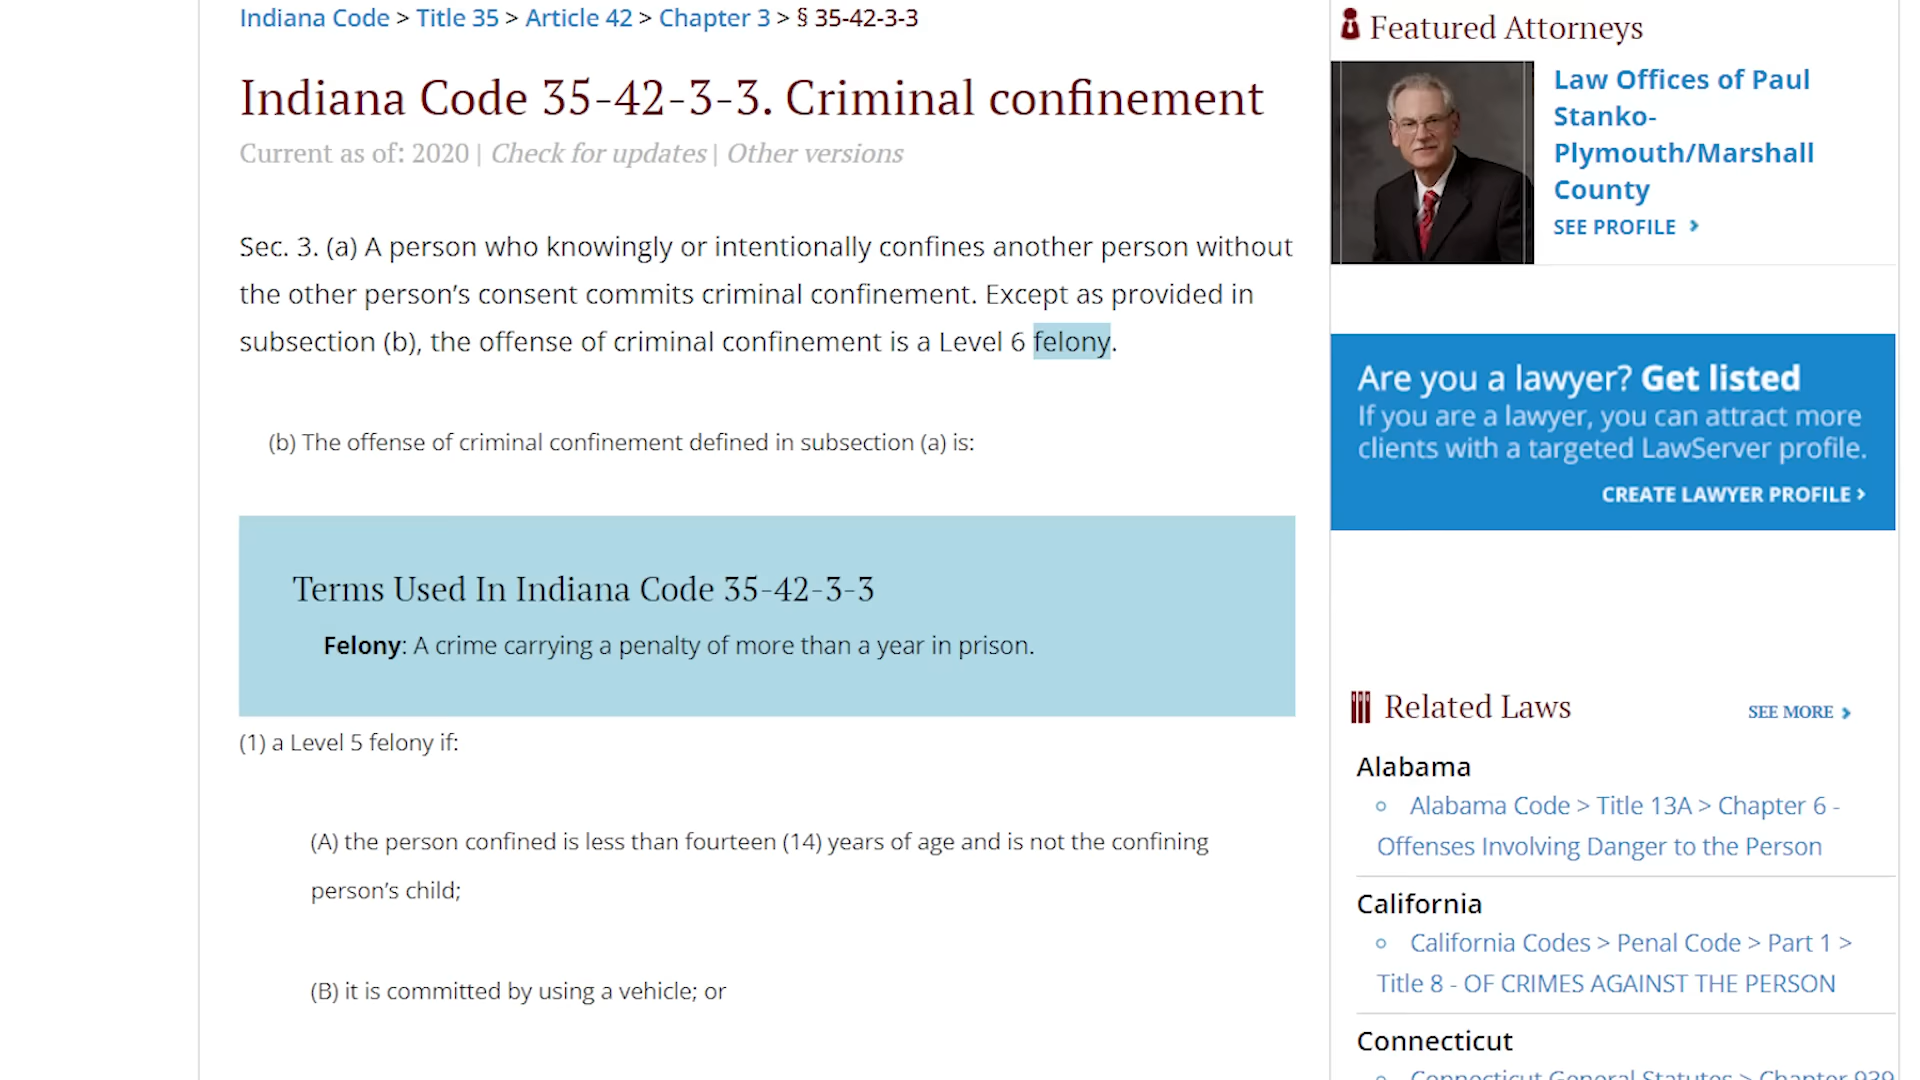 Indiana Code > Title 35 > Article 42 > Chapter 3 > § 35-42-3-3
Indiana Code 35-42-3-3. Criminal confinement
Current as of: 2020 | Check for updates | Other versions
Sec. 3. (a) A person who knowingly or intentionally confines another person without
the other person’s consent commits criminal confinement. Except as provided in
subsection (b), the offense of criminal confinement is a Level 6 felony.
(b) The offense of criminal confinement defined in subsection (a) is:
Terms Used In Indiana Code 35-42-3-3
Felony: A crime carrying a penalty of more than a year in prison.
(1) a Level 5 felony if:
(A) the person confined is less than fourteen (14) years of age and is not the confining
person’s child;
(B) it is committed by using a vehicle; or
Featured Attorneys
Law Offices of Paul
Stanko-
Plymouth/Marshall
County
SEE PROFILE
Are you a lawyer? Get listed
If you are a lawyer, you can attract more
clients with a targeted LawServer profile.
CREATE LAWYER PROFILE >
Related Laws
SEE MORE
Alabama
Alabama Code > Title 13A > Chapter 6 -
Offenses Involving Danger to the Person
California
California Codes > Penal Code > Part 1 >
Title 8 - OF CRIMES AGAINST THE PERSON
Connecticut
Connecticut General Statutes > Chapter 939